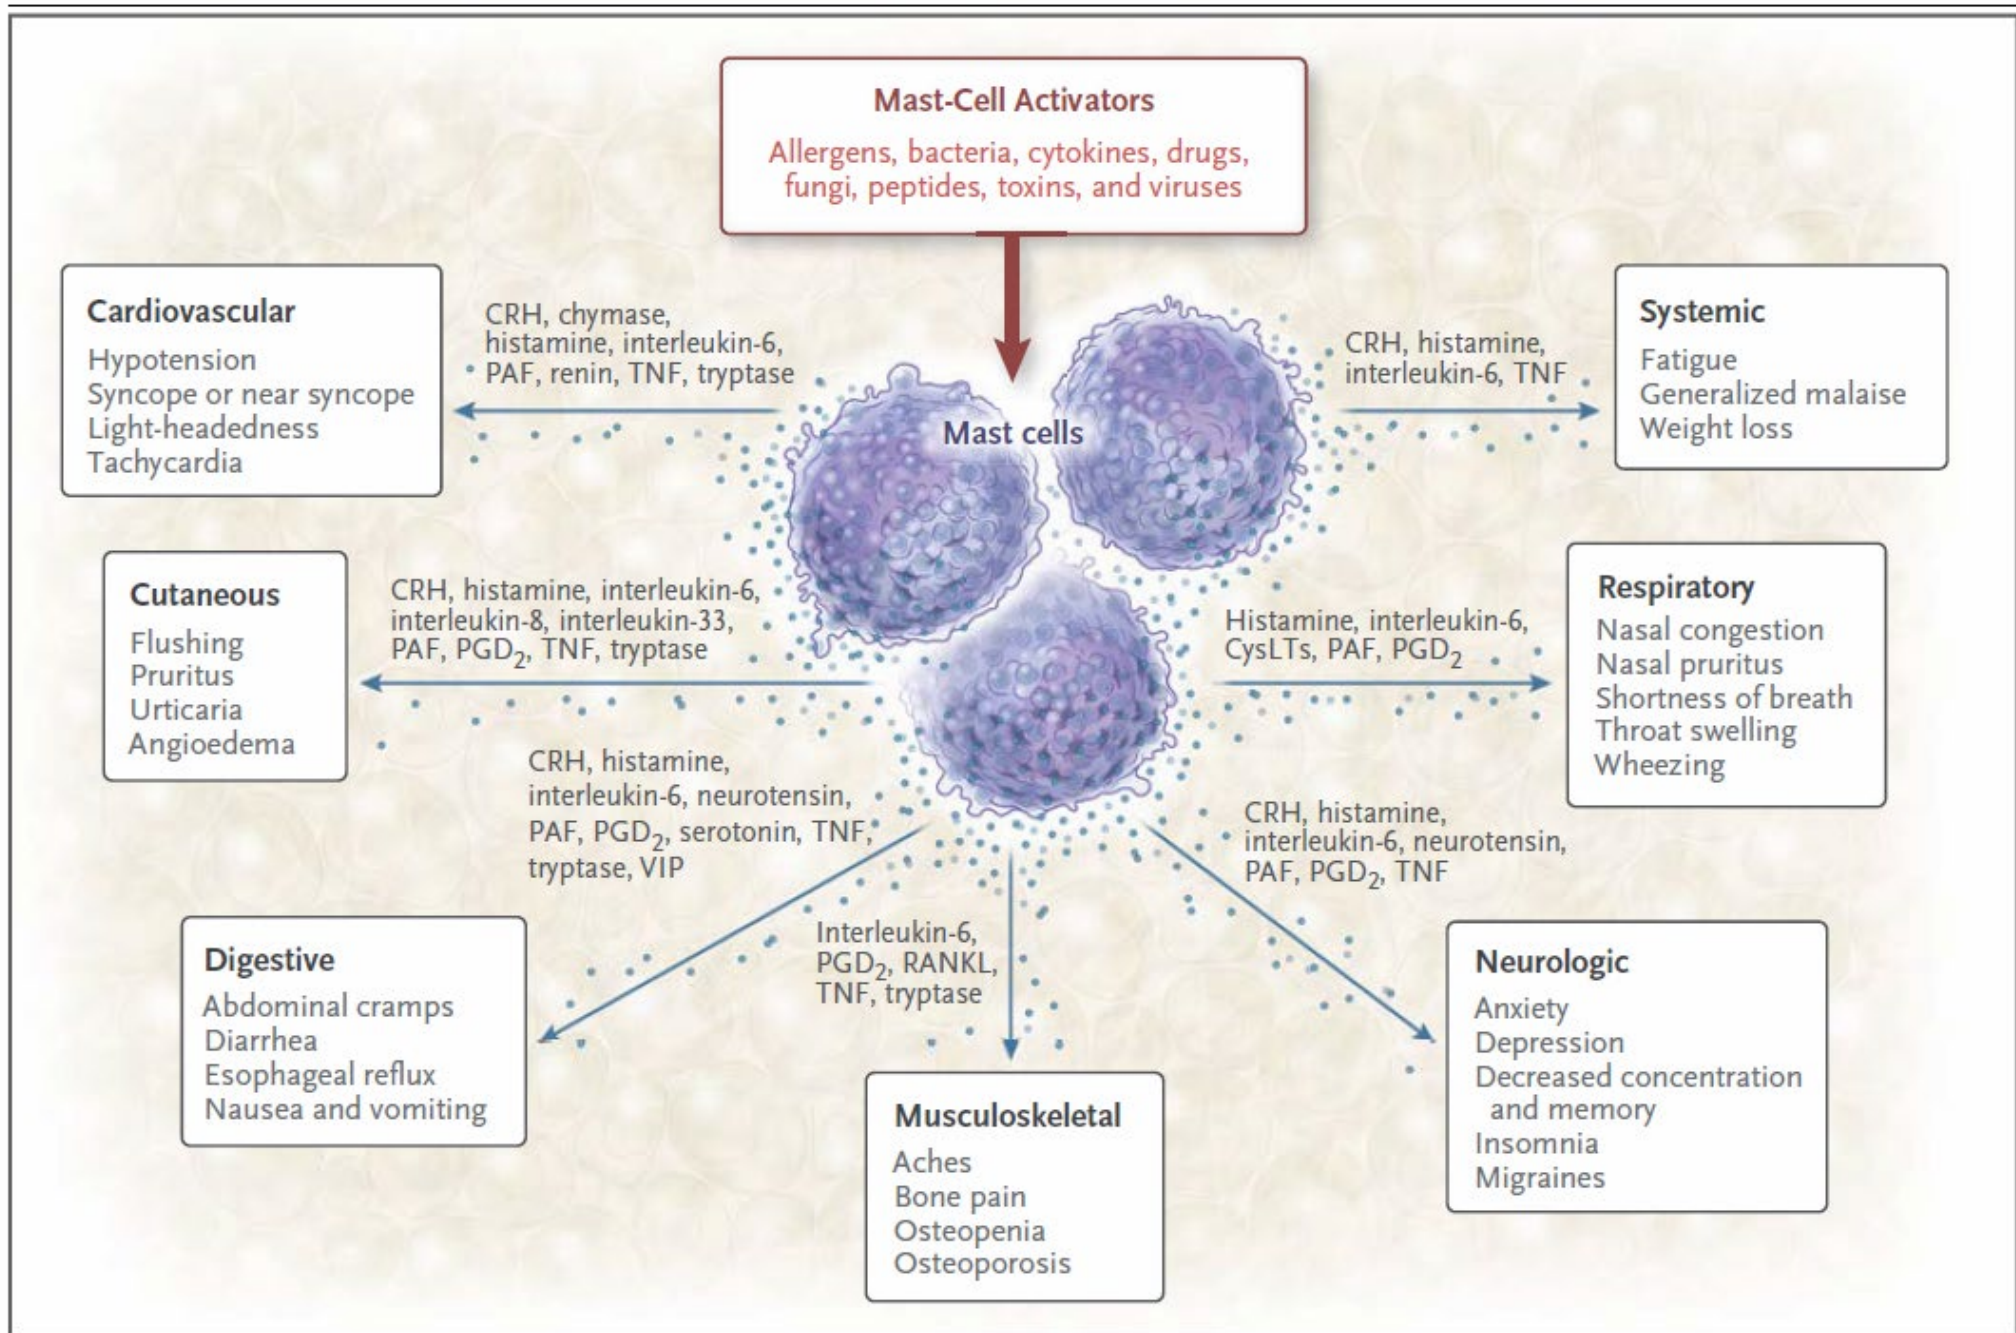 Mast-Cell Activators
Allergens, bacteria, cytokines, drugs,
fungi, peptides, toxins, and viruses
Mast cells
Cardiovascular
Hypotension
Syncope or near syncope
Light-headedness
Tachycardia
CRH, chymase,
histamine, interleukin-6,
PAF, renin, TNF, tryptase
CRH, histamine,
interleukin-6, TNF
Systemic
Fatigue
Generalized malaise
Weight loss
Cutaneous
Flushing
Pruritus
Urticaria
Angioedema
CRH, histamine, interleukin-6,
interleukin-8, interleukin-33,
PAF, PGD₂, TNF, tryptase
Histamine, interleukin-6,
CysLTs, PAF, PGD₂
Respiratory
Nasal congestion
Nasal pruritus
Shortness of breath
Throat swelling
Wheezing
CRH, histamine,
interleukin-6, neurotensin,
PAF, PGD₂, serotonin, TNF,
tryptase, VIP
Digestive
Abdominal cramps
Diarrhea
Esophageal reflux
Nausea and vomiting
Interleukin-6,
PGD₂, RANKL,
TNF, tryptase
Musculoskeletal
Aches
Bone pain
Osteopenia
Osteoporosis
CRH, histamine,
interleukin-6, neurotensin,
PAF, PGD₂, TNF
Neurologic
Anxiety
Depression
Decreased concentration
and memory
Insomnia
Migraines